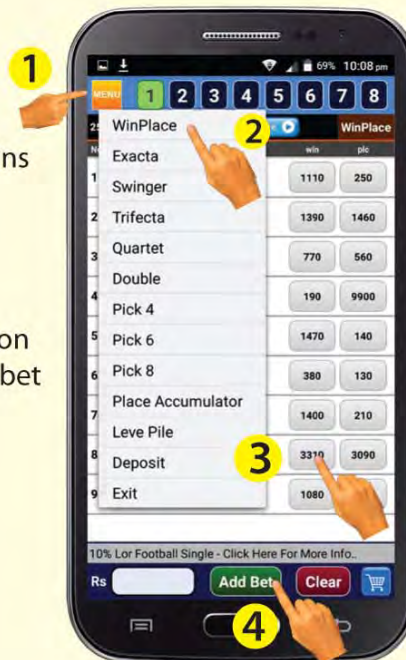 1
69% 10:08 pm
MENU 1 2 3 4 5 6 7 8
WinPlace 2 WinPlace
win plc
ns
Exacta
1 1110 250
Swinger
2 Trifecta 1390 1460
Quartet
3 770 560
Double
4 190 9900
Pick 4
on
5 Pick 6 1470 140
bet
6 Pick 8 380 130
Place Accumulator
7 1400 210
Leve Pile
8 Deposit 3 3310 3090
9 Exit 1080
10% Lor Football Single - Click Here For More Info..
Rs Add Bet Clear
4